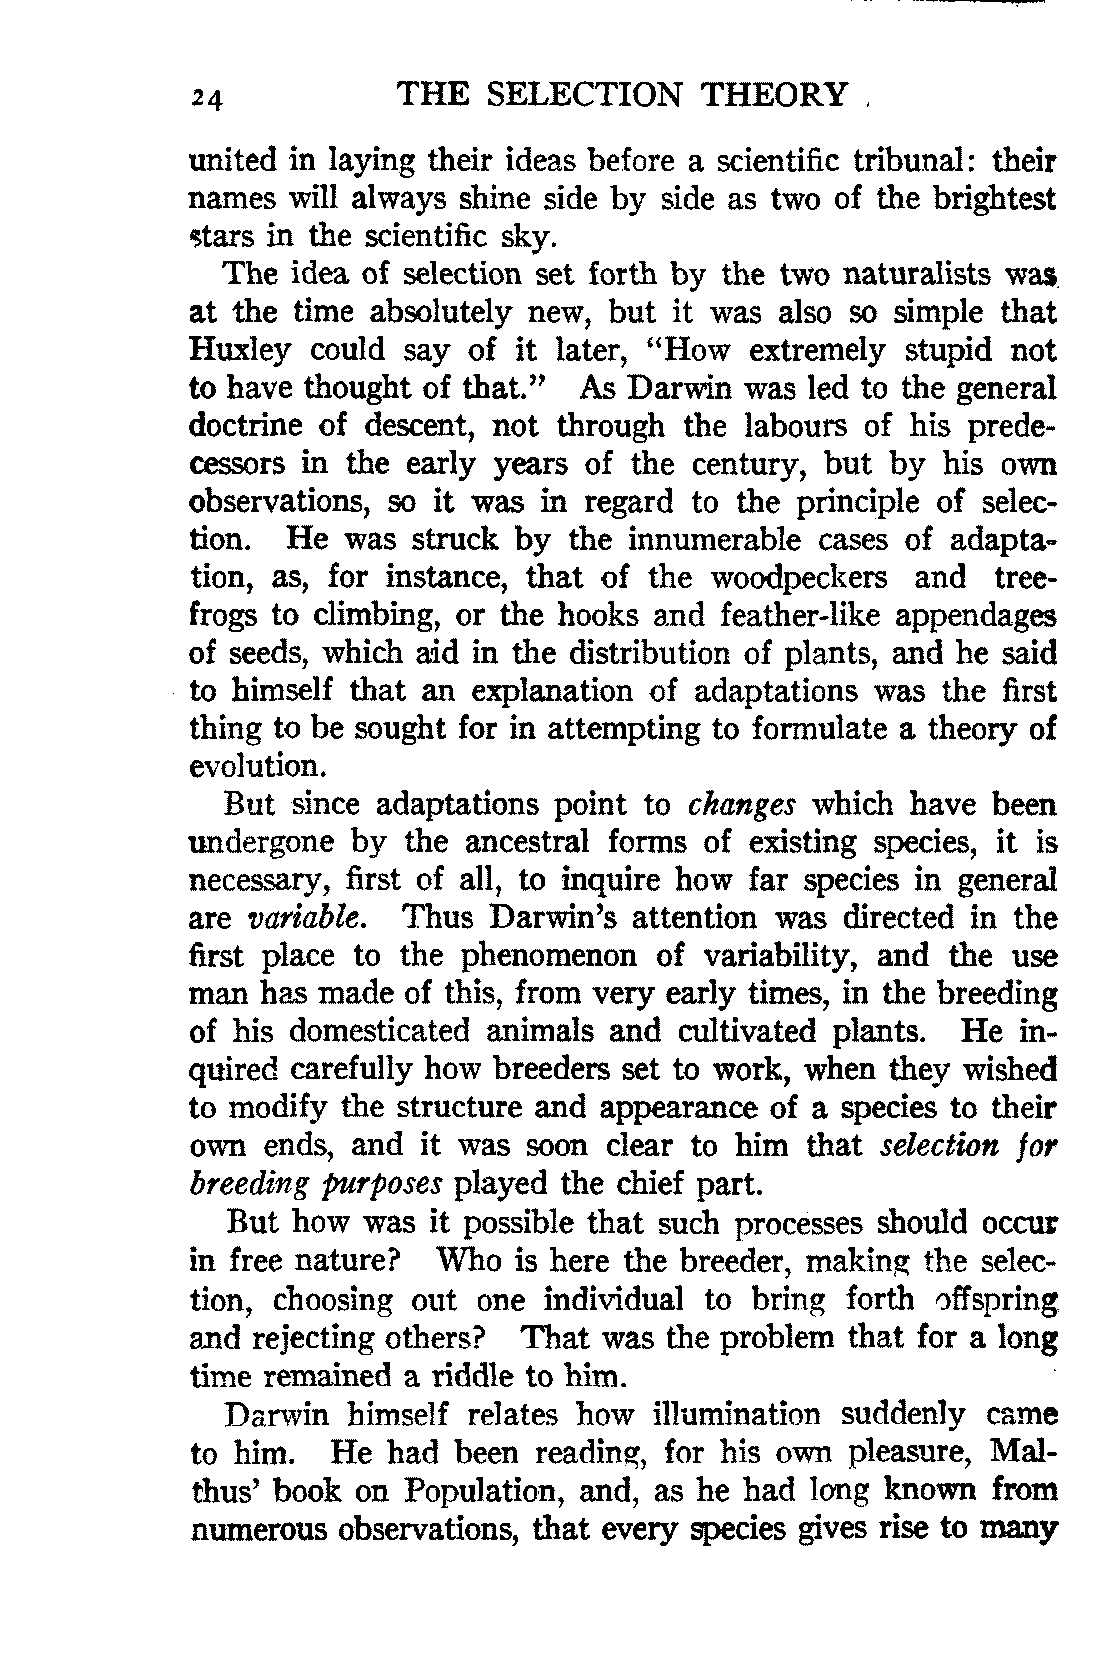 24 THE SELECTION THEORY
united in laying their ideas before a scientific tribunal: their
names will always shine side by side as two of the brightest
stars in the scientific sky.
The idea of selection set forth by the two naturalists was
at the time absolutely new, but it was also so simple that
Huxley could say of it later, “How extremely stupid not
to have thought of that.” As Darwin was led to the general
doctrine of descent, not through the labours of his prede-
cessors in the early years of the century, but by his own
observations, so it was in regard to the principle of selec-
tion. He was struck by the innumerable cases of adapta-
tion, as, for instance, that of the woodpeckers and tree-
frogs to climbing, or the hooks and feather-like appendages
of seeds, which aid in the distribution of plants, and he said
to himself that an explanation of adaptations was the first
thing to be sought for in attempting to formulate a theory of
evolution.
But since adaptations point to changes which have been
undergone by the ancestral forms of existing species, it is
necessary, first of all, to inquire how far species in general
are variable. Thus Darwin’s attention was directed in the
first place to the phenomenon of variability, and the use
man has made of this, from very early times, in the breeding
of his domesticated animals and cultivated plants. He in-
quired carefully how breeders set to work, when they wished
to modify the structure and appearance of a species to their
own ends, and it was soon clear to him that selection for
breeding purposes played the chief part.
But how was it possible that such processes should occur
in free nature? Who is here the breeder, making the selec-
tion, choosing out one individual to bring forth offspring
and rejecting others? That was the problem that for a long
time remained a riddle to him.
Darwin himself relates how illumination suddenly came
to him. He had been reading, for his own pleasure, Mal-
thus’ book on Population, and, as he had long known from
numerous observations, that every species gives rise to many